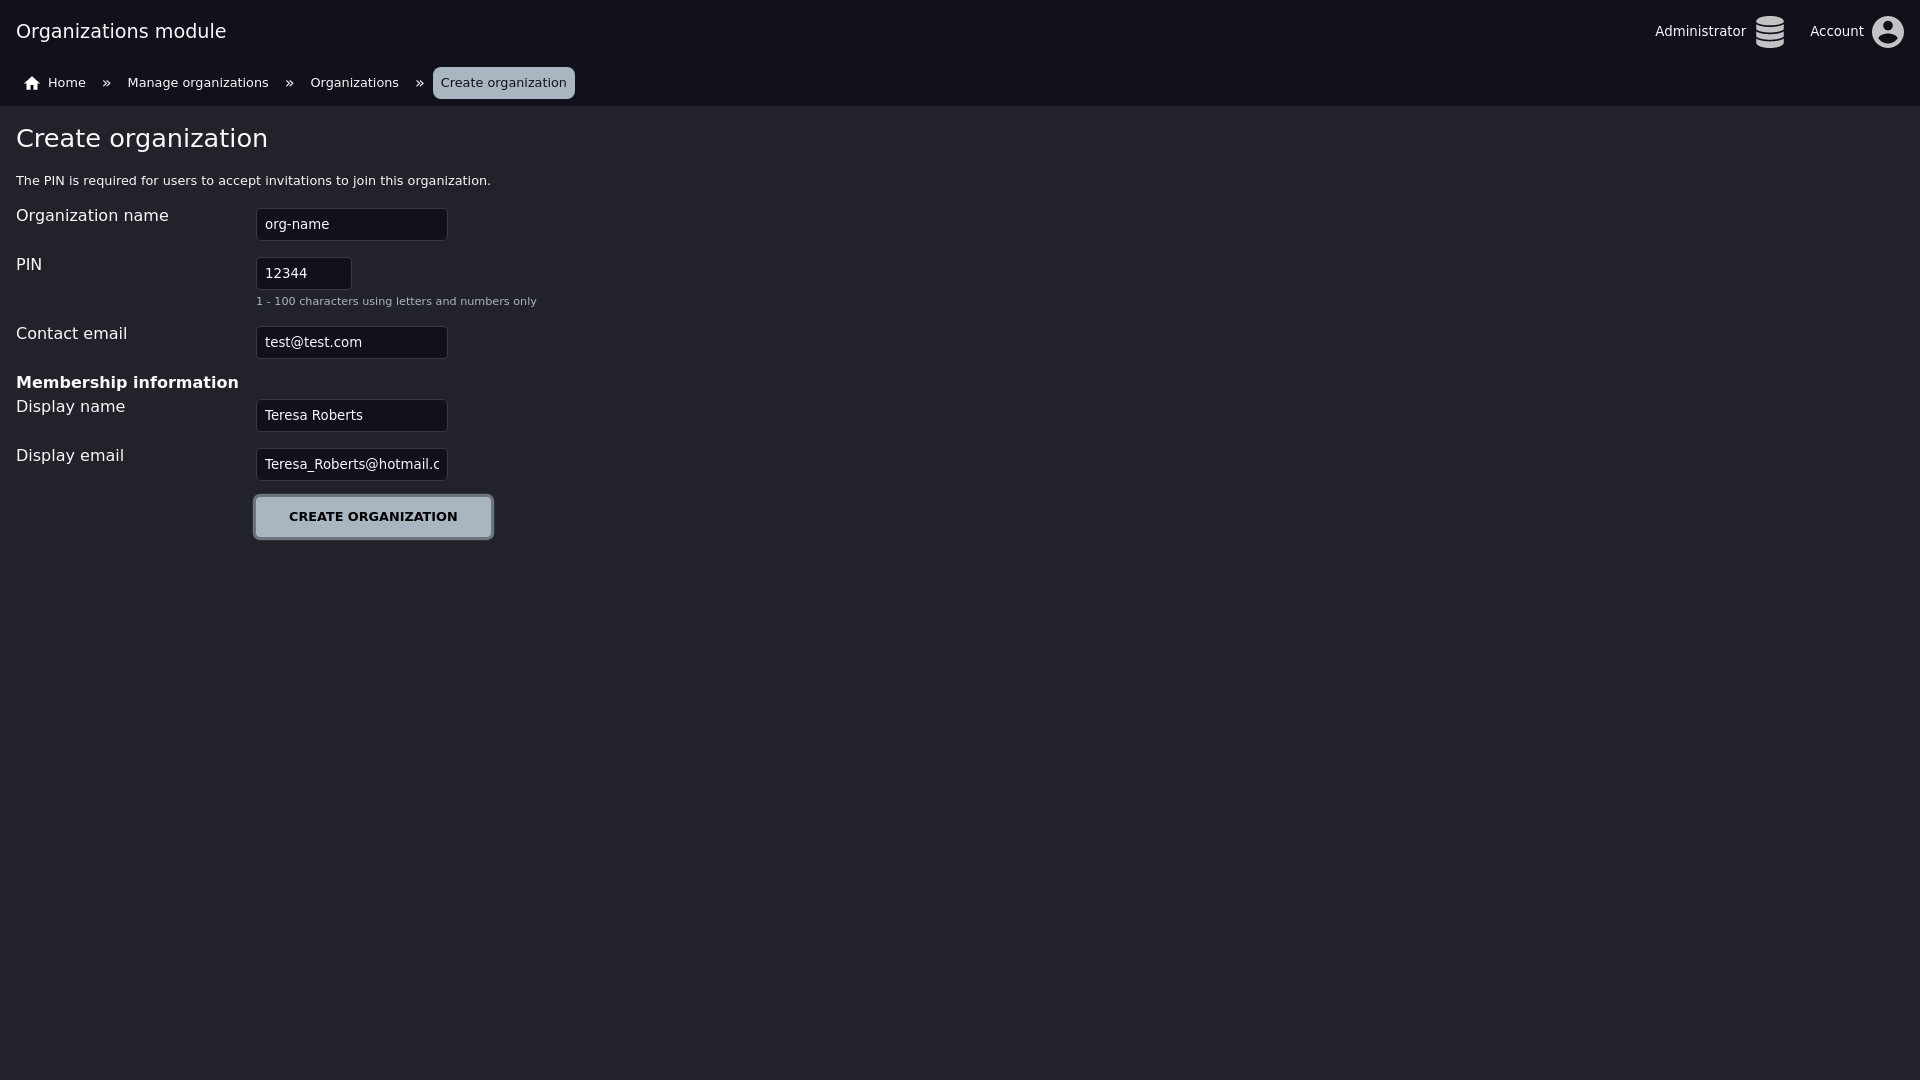 Organizations module
Administrator
Account
Home » Manage organizations » Organizations » Create organization
Create organization
The PIN is required for users to accept invitations to join this organization.
Organization name
org-name
PIN
12344
1 - 100 characters using letters and numbers only
Contact email
test@test.com
Membership information
Display name
Teresa Roberts
Display email
Teresa_Roberts@hotmail.c
CREATE ORGANIZATION